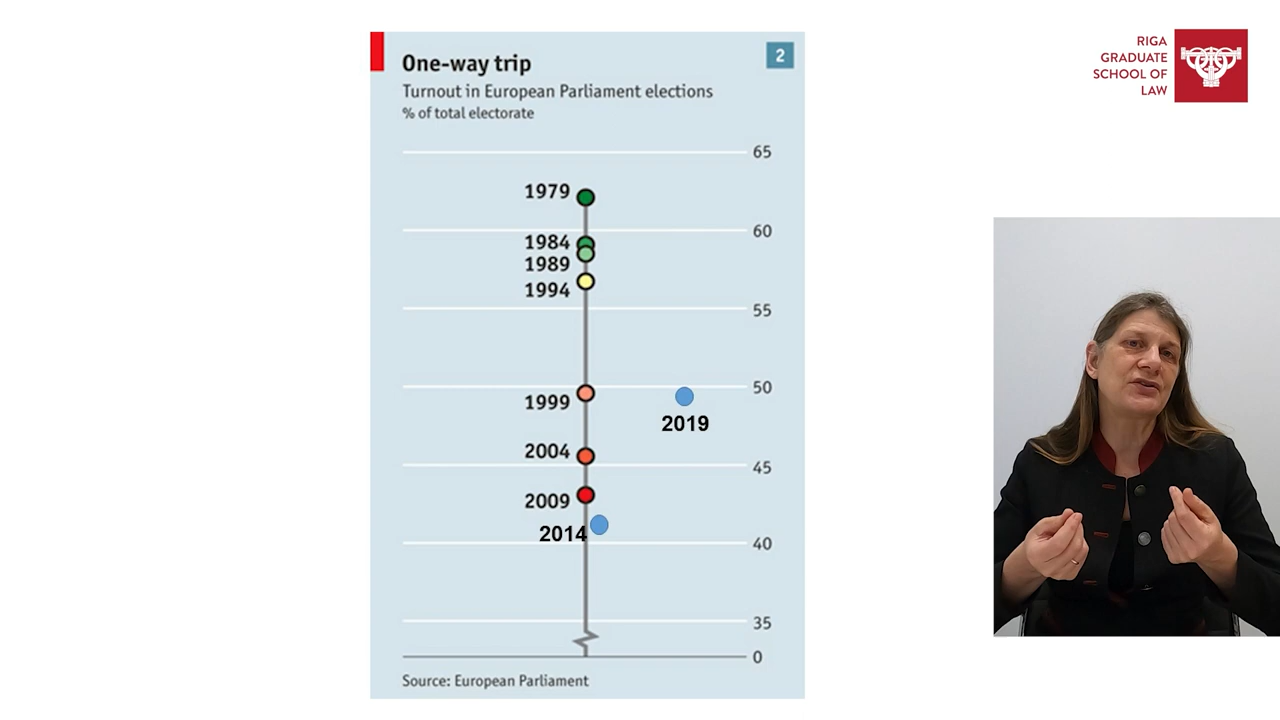 One-way trip
2
Turnout in European Parliament elections
% of total electorate
65
1979
60
1984
1989
1994
55
50
1999
2019
2004
45
2009
2014
40
35
0
Source: European Parliament
RIGA
GRADUATE
SCHOOL OF
LAW